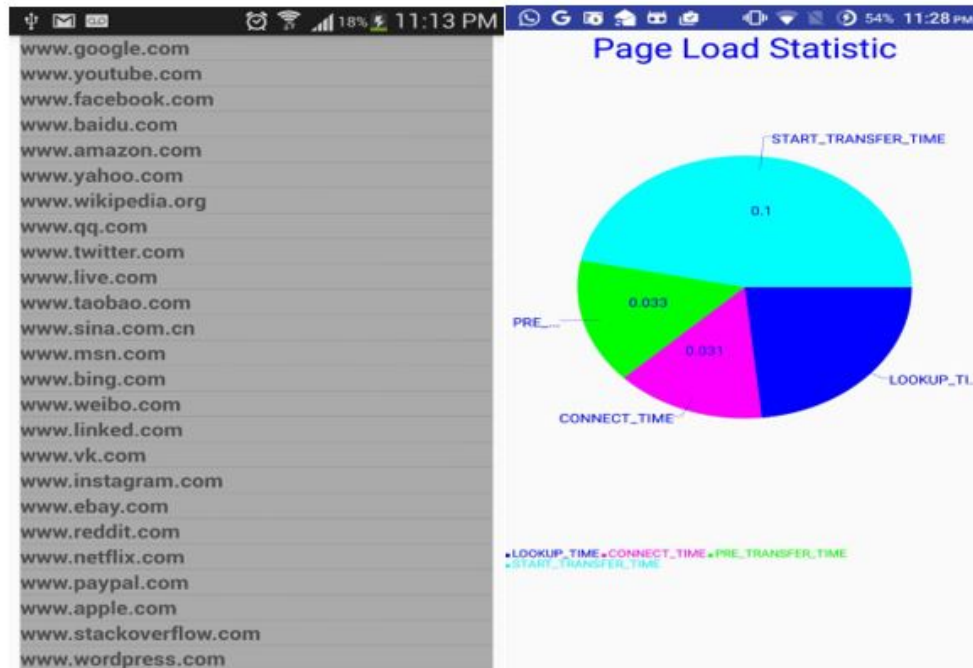 18% 11:13 PM
www.google.com
www.youtube.com
www.facebook.com
www.baidu.com
www.amazon.com
www.yahoo.com
www.wikipedia.org
www.qq.com
www.twitter.com
www.live.com
www.taobao.com
www.sina.com.cn
www.msn.com
www.bing.com
www.weibo.com
www.linked.com
www.vk.com
www.instagram.com
www.ebay.com
www.reddit.com
www.netflix.com
www.paypal.com
www.apple.com
www.stackoverflow.com
www.wordpress.com
G 54% 11:28 PM
Page Load Statistic
START_TRANSFER_TIME
0.1
0.033
PRE_...
0.031
LOOKUP_TI..
CONNECT_TIME
LOOKUP_TIME CONNECT_TIME PRE_TRANSFER_TIME
START_TRANSFER_TIME